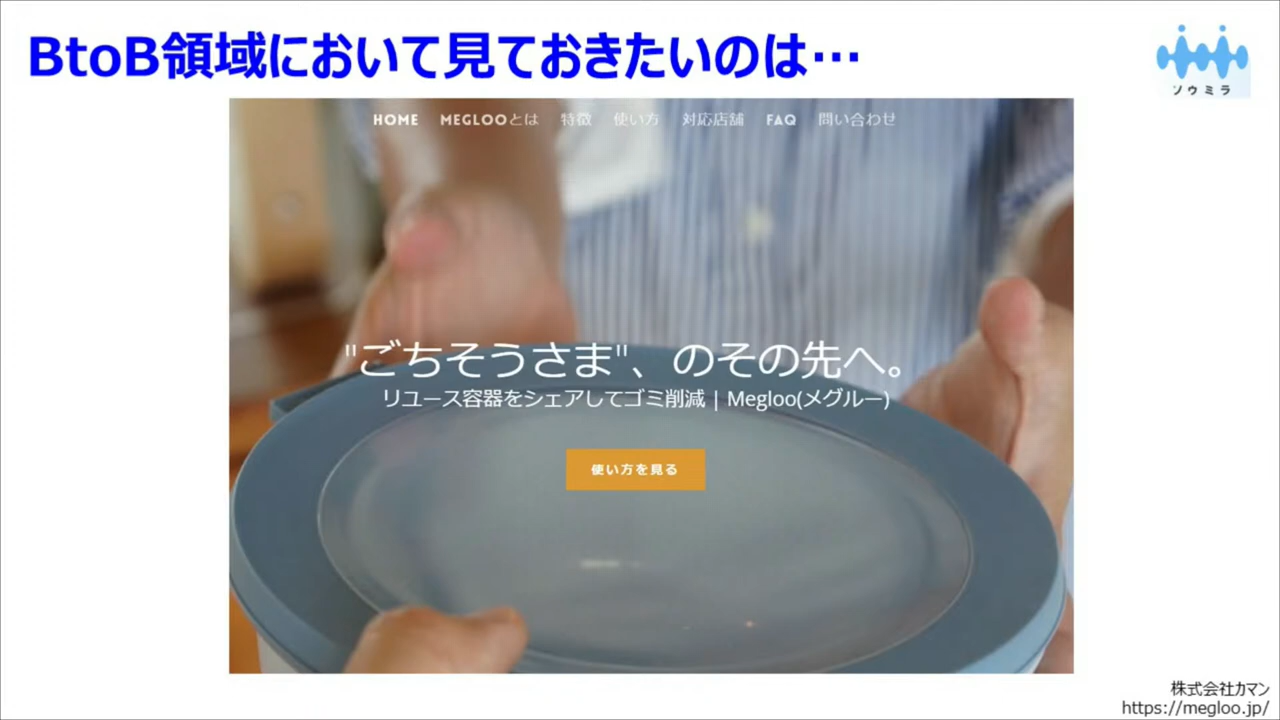 BtoB領域において見ておきたいのは…
ソウミラ
HOME MEGLOOとは 特徴 使い方 対応店舗 FAQ 問い合わせ
"ごちそうさま"、のその先へ。
リユース容器をシェアしてゴミ削減 | Megloo(メグルー)
使い方を見る
株式会社カマン
https://megloo.jp/